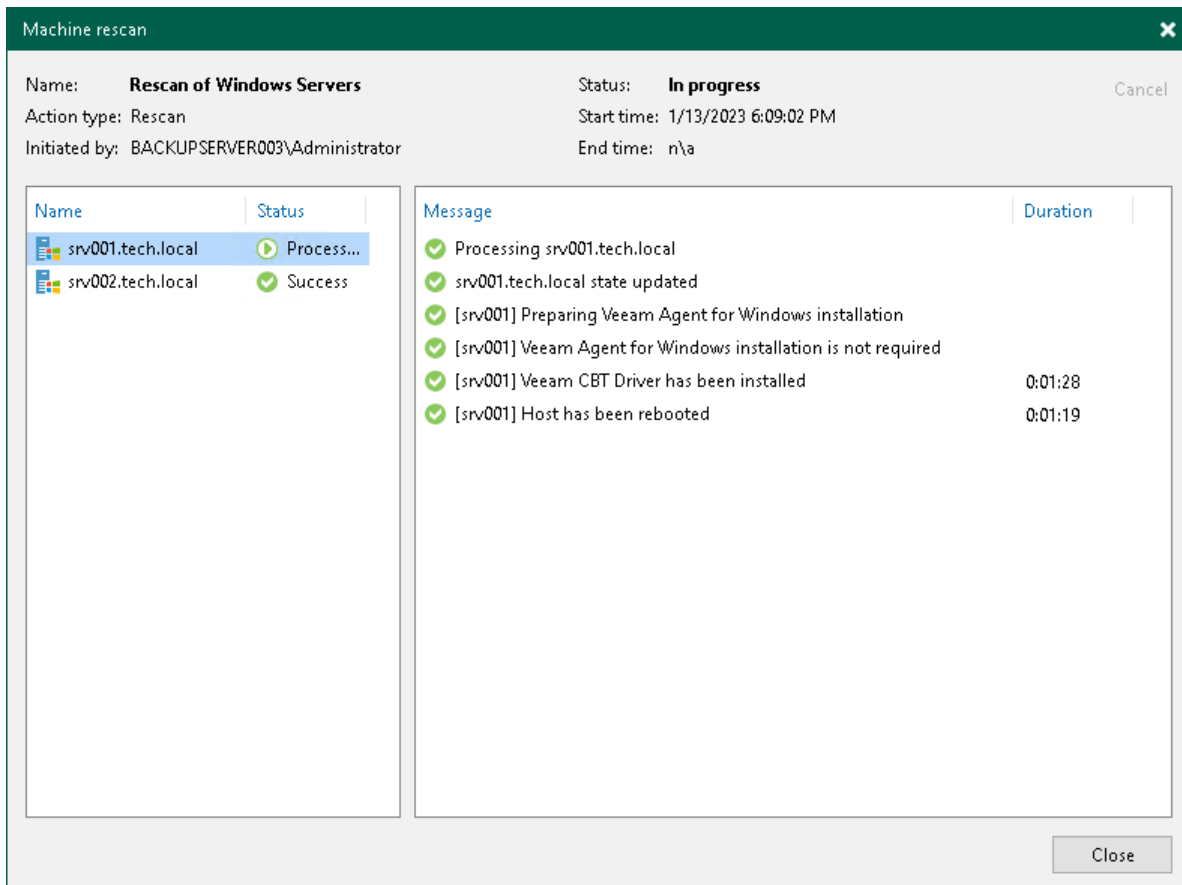 Machine rescan
Name: Rescan of Windows Servers Status: In progress Cancel
Action type: Rescan Start time: 1/13/2023 6:09:02 PM
Initiated by: BACKUPSERVER003\Administrator End time: n\a
Name Status Message Duration
srv001.tech.local Process... Processing srv001.tech.local
srv002.tech.local Success srv001.tech.local state updated
[srv001] Preparing Veeam Agent for Windows installation
[srv001] Veeam Agent for Windows installation is not required
[srv001] Veeam CBT Driver has been installed 0:01:28
[srv001] Host has been rebooted 0:01:19
Close